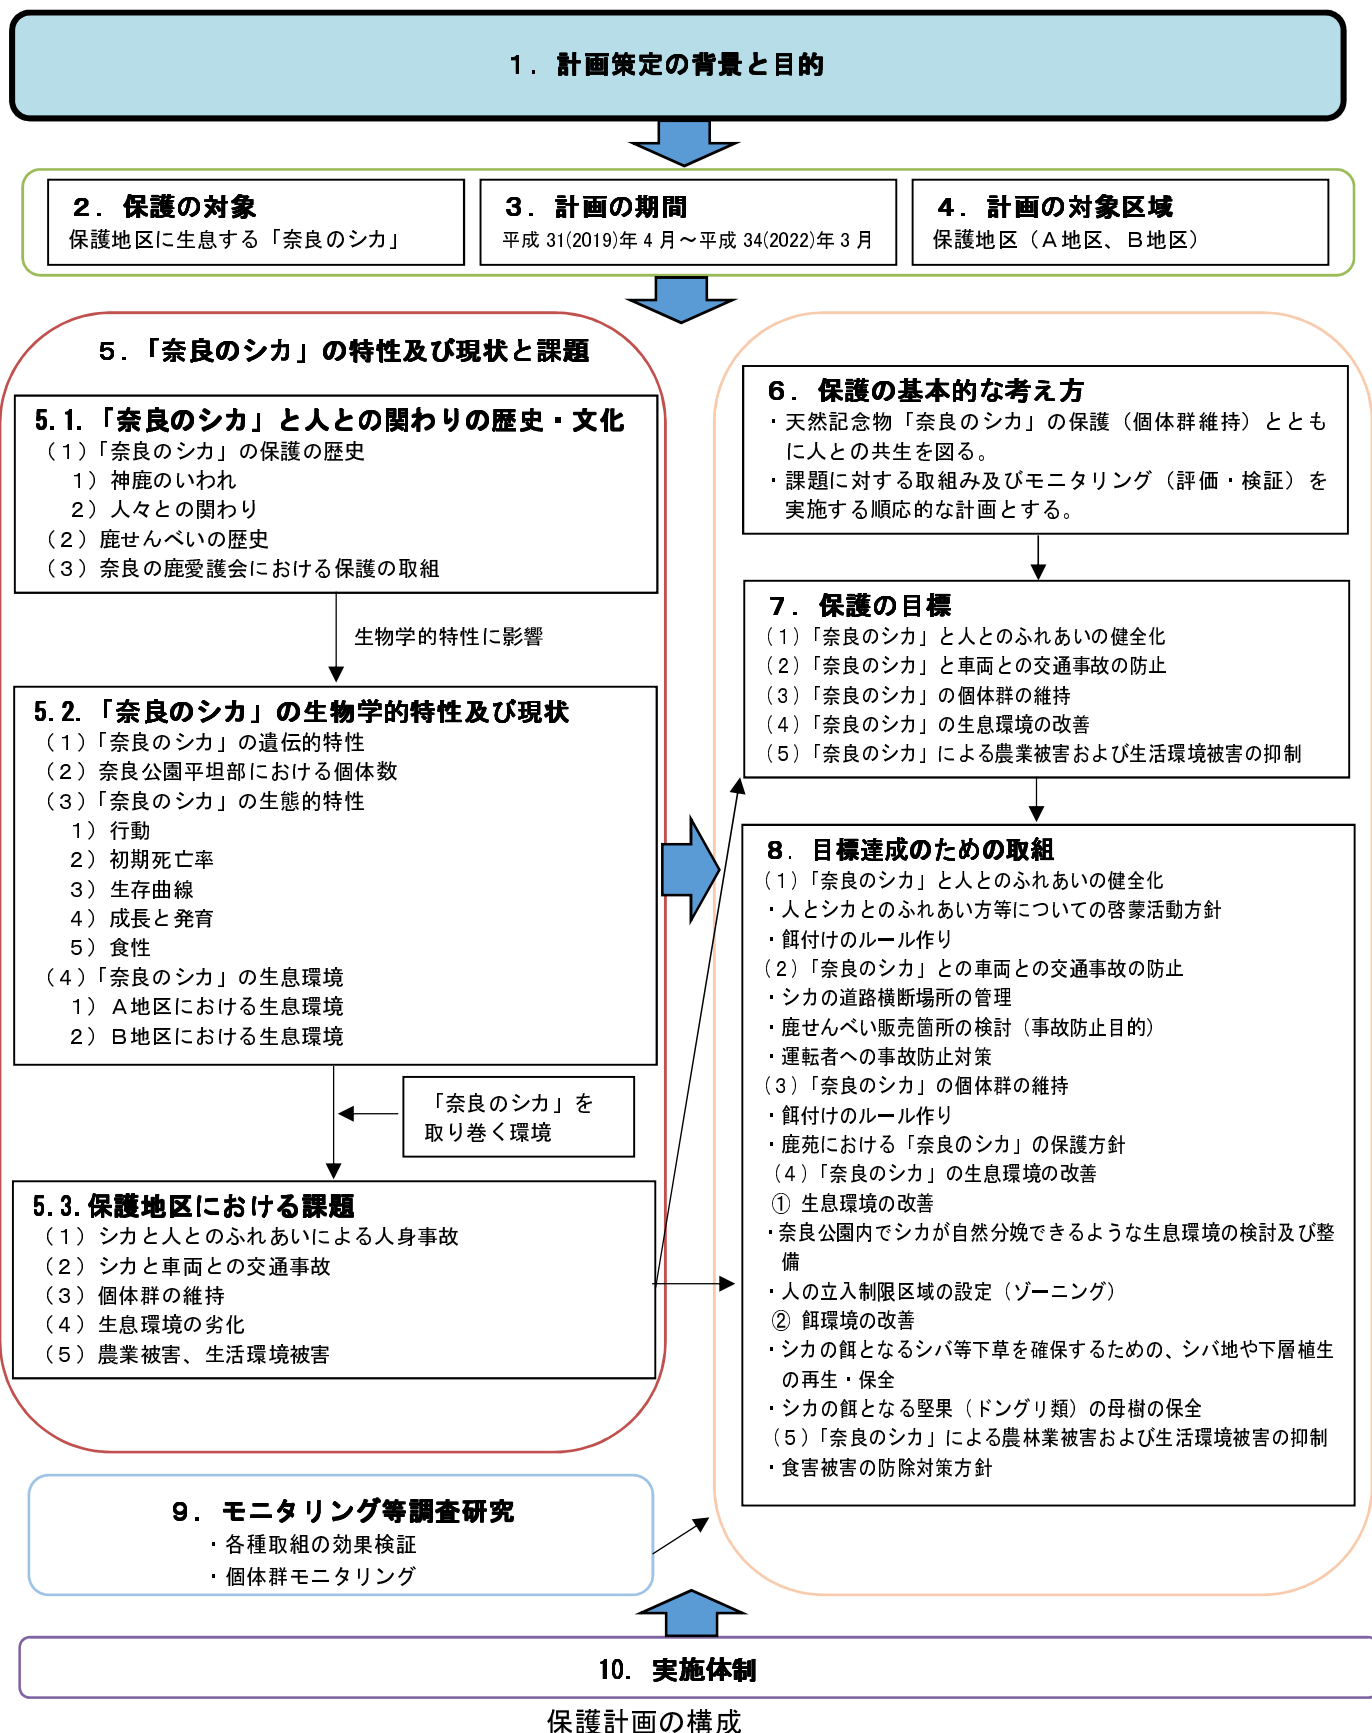 １．計画策定の背景と目的
２．保護の対象
保護地区に生息する「奈良のシカ」
３．計画の期間
平成 31(2019)年 4 月～平成 34(2022)年 3 月
４．計画の対象区域
保護地区（Ａ地区、Ｂ地区）
５．「奈良のシカ」の特性及び現状と課題
5.1.「奈良のシカ」と人との関わりの歴史・文化
（１）「奈良のシカ」の保護の歴史
１）神鹿のいわれ
２）人々との関わり
（２）鹿せんべいの歴史
（３）奈良の鹿愛護会における保護の取組
生物学的特性に影響
5.2.「奈良のシカ」の生物学的特性及び現状
（１）「奈良のシカ」の遺伝的特性
（２）奈良公園平坦部における個体数
（３）「奈良のシカ」の生態的特性
１）行動
２）初期死亡率
３）生存曲線
４）成長と発育
５）食性
（４）「奈良のシカ」の生息環境
１）Ａ地区における生息環境
２）Ｂ地区における生息環境
「奈良のシカ」を
取り巻く環境
5.3.保護地区における課題
（１）シカと人とのふれあいによる人身事故
（２）シカと車両との交通事故
（３）個体群の維持
（４）生息環境の劣化
（５）農業被害、生活環境被害
６．保護の基本的な考え方
・天然記念物「奈良のシカ」の保護（個体群維持）ととも
に人との共生を図る。
・課題に対する取組み及びモニタリング（評価・検証）を
実施する順応的な計画とする。
７．保護の目標
（１）「奈良のシカ」と人とのふれあいの健全化
（２）「奈良のシカ」と車両との交通事故の防止
（３）「奈良のシカ」の個体群の維持
（４）「奈良のシカ」の生息環境の改善
（５）「奈良のシカ」による農業被害および生活環境被害の抑制
８．目標達成のための取組
（１）「奈良のシカ」と人とのふれあいの健全化
・人とシカとのふれあい方等についての啓蒙活動方針
・餌付けのルール作り
（２）「奈良のシカ」との車両との交通事故の防止
・シカの道路横断場所の管理
・鹿せんべい販売箇所の検討（事故防止目的）
・運転者への事故防止対策
（３）「奈良のシカ」の個体群の維持
・餌付けのルール作り
・鹿苑における「奈良のシカ」の保護方針
（４）「奈良のシカ」の生息環境の改善
① 生息環境の改善
・奈良公園内でシカが自然分娩できるような生息環境の検討及び整
備
・人の立入制限区域の設定（ゾーニング）
② 餌環境の改善
・シカの餌となるシバ等下草を確保するための、シバ地や下層植生
の再生・保全
・シカの餌となる堅果（ドングリ類）の母樹の保全
（５）「奈良のシカ」による農林業被害および生活環境被害の抑制
・食害被害の防除対策方針
９．モニタリング等調査研究
・各種取組の効果検証
・個体群モニタリング
10．実施体制
保護計画の構成